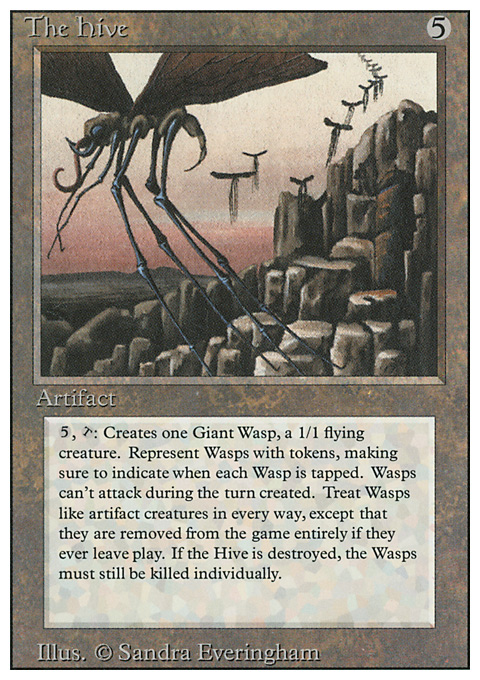 The Hive 5
Artifact
5, T: Creates one Giant Wasp, a 1/1 flying
creature. Represent Wasps with tokens, making
sure to indicate when each Wasp is tapped. Wasps
can't attack during the turn created. Treat Wasps
like artifact creatures in every way, except that
they are removed from the game entirely if they
ever leave play. If the Hive is destroyed, the Wasps
must still be killed individually.
Illus. © Sandra Everingham